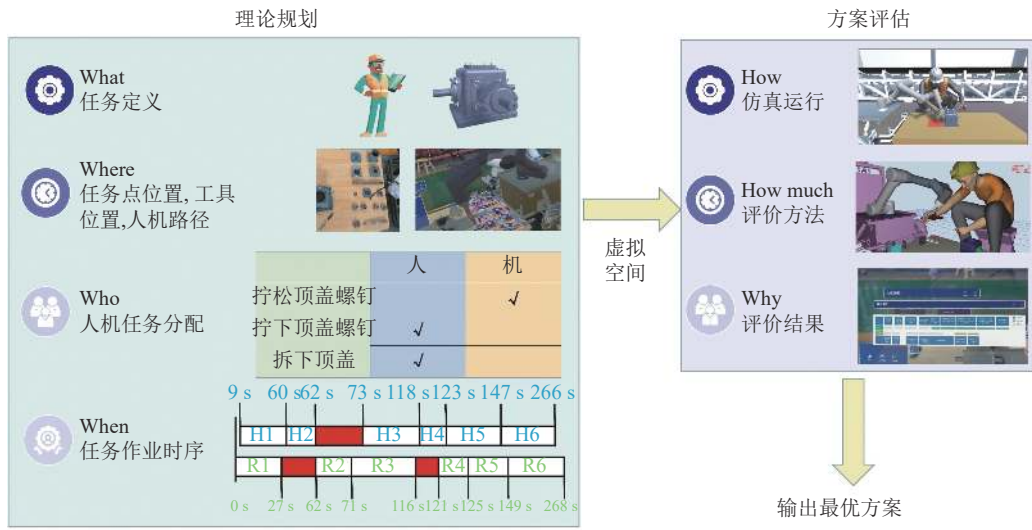 理论规划
What
任务定义
Where
任务点位置, 工具
位置,人机路径
Who
人机任务分配
人 机
拧松顶盖螺钉 √
拧下顶盖螺钉 √
拆下顶盖 √
When
任务作业时序
9 s 60 s 62 s 73 s 118 s 123 s 147 s 266 s
H1 H2 H3 H4 H5 H6
R1 R2 R3 R4 R5 R6
0 s 27 s 62 s 71 s 116 s 121 s 125 s 149 s 268 s
虚拟
空间
方案评估
How
仿真运行
How much
评价方法
Why
评价结果
输出最优方案